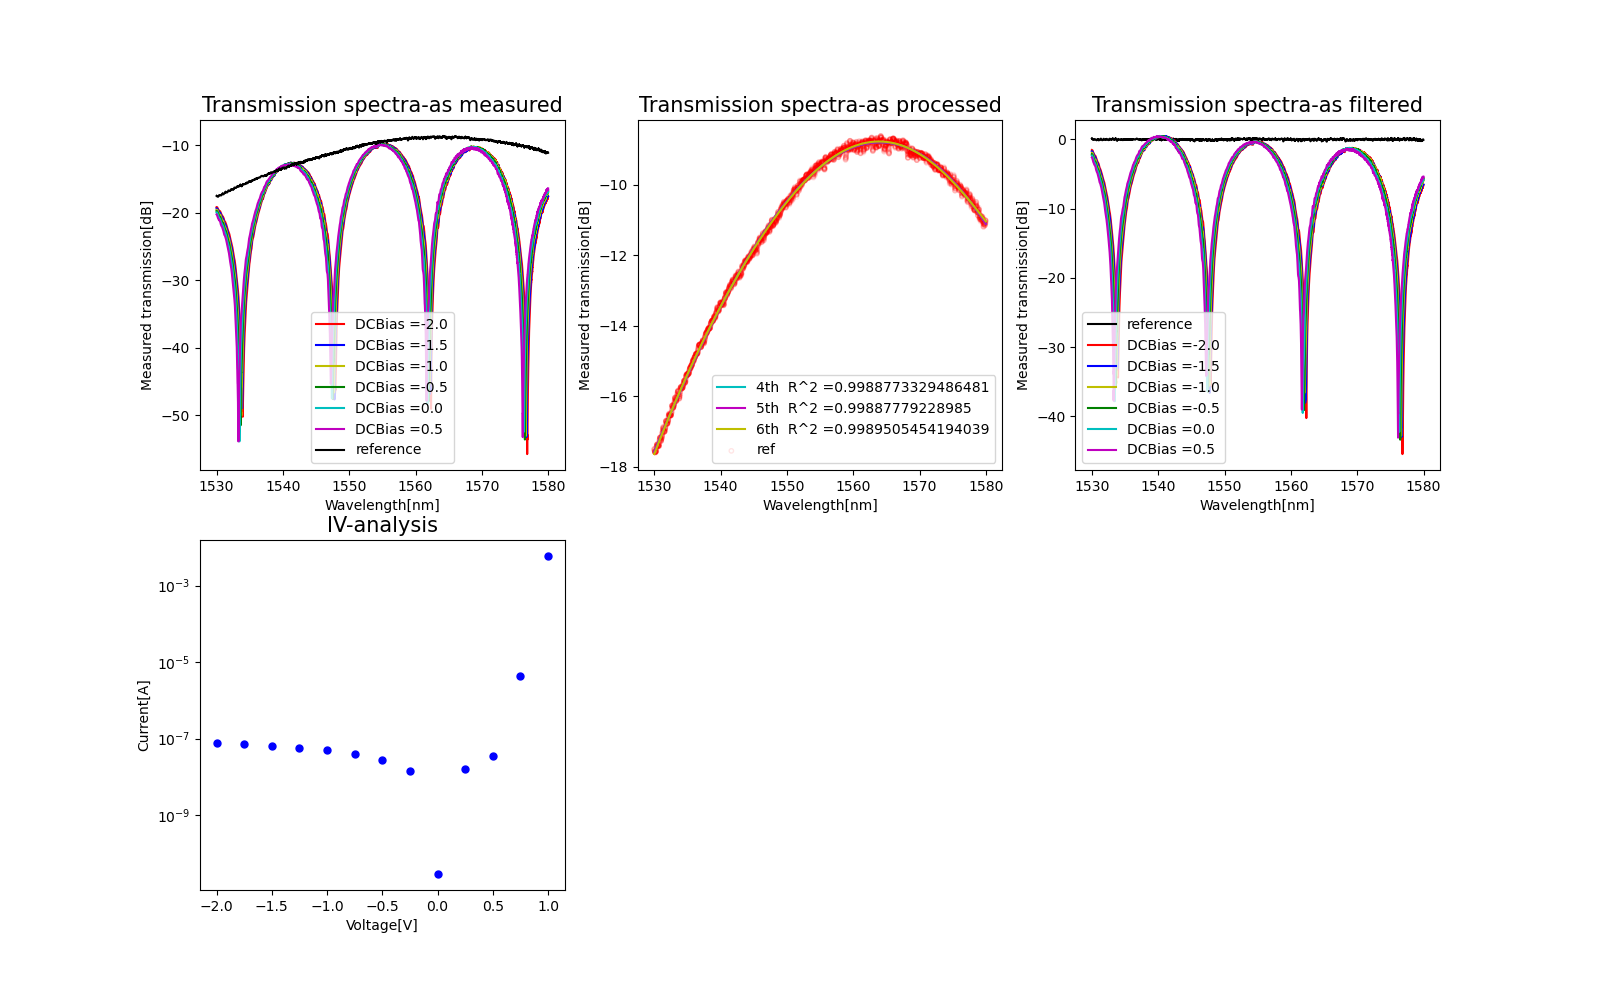 Transmission spectra-as measured
Measured transmission[dB]
−10
−20
−30
−40
−50
DCBias =-2.0
DCBias =-1.5
DCBias =-1.0
DCBias =-0.5
DCBias =0.0
DCBias =0.5
reference
1530 1540 1550 1560 1570 1580
Wavelength[nm]
Transmission spectra-as processed
Measured transmission[dB]
−10
−12
−14
−16
−18
4th R^2 =0.9988773329486481
5th R^2 =0.99887779228985
6th R^2 =0.9989505454194039
ref
1530 1540 1550 1560 1570 1580
Wavelength[nm]
Transmission spectra-as filtered
Measured transmission[dB]
0
−10
−20
−30
−40
reference
DCBias =-2.0
DCBias =-1.5
DCBias =-1.0
DCBias =-0.5
DCBias =0.0
DCBias =0.5
1530 1540 1550 1560 1570 1580
Wavelength[nm]
IV-analysis
Current[A]
10⁻³
10⁻⁵
10⁻⁷
10⁻⁹
−2.0 −1.5 −1.0 −0.5 0.0 0.5 1.0
Voltage[V]